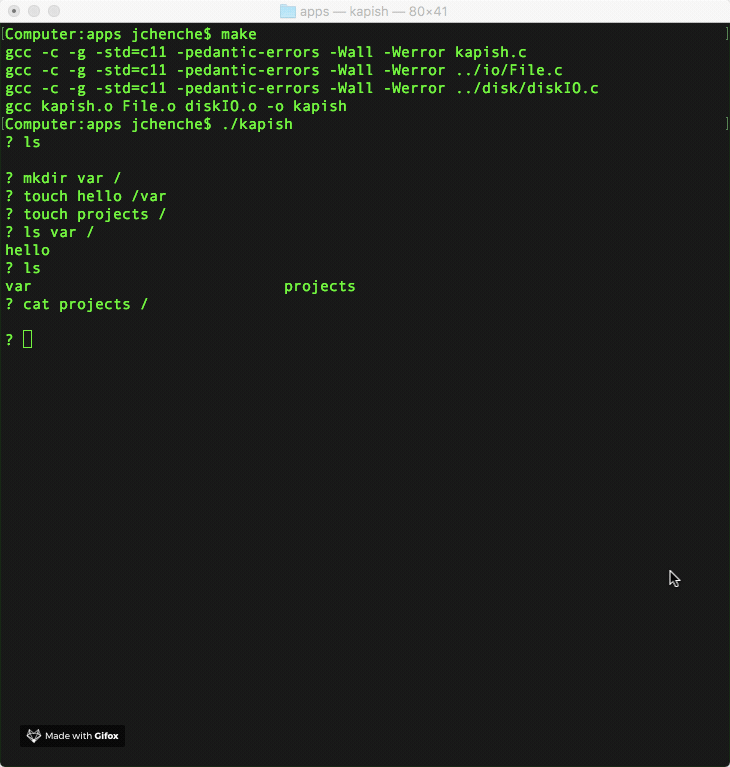 apps — kapish — 80×41
[Computer:apps jchenche$ make ]
gcc -c -g -std=c11 -pedantic-errors -Wall -Werror kapish.c
gcc -c -g -std=c11 -pedantic-errors -Wall -Werror ../io/File.c
gcc -c -g -std=c11 -pedantic-errors -Wall -Werror ../disk/diskIO.c
gcc kapish.o File.o diskIO.o -o kapish
[Computer:apps jchenche$ ./kapish ]
? ls
? mkdir var /
? touch hello /var
? touch projects /
? ls var /
hello
? ls
var projects
? cat projects /
?
Made with Gifox